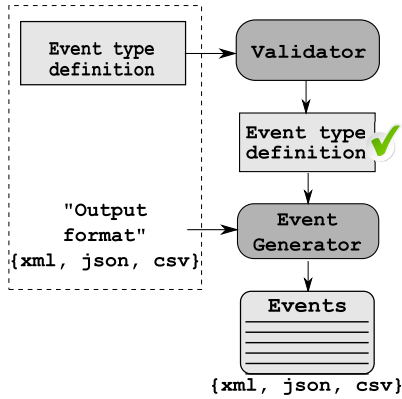 Event type
definition
Validator
Event type
definition
"Output
format"
{xml, json, csv}
Event
Generator
Events
{xml, json, csv}